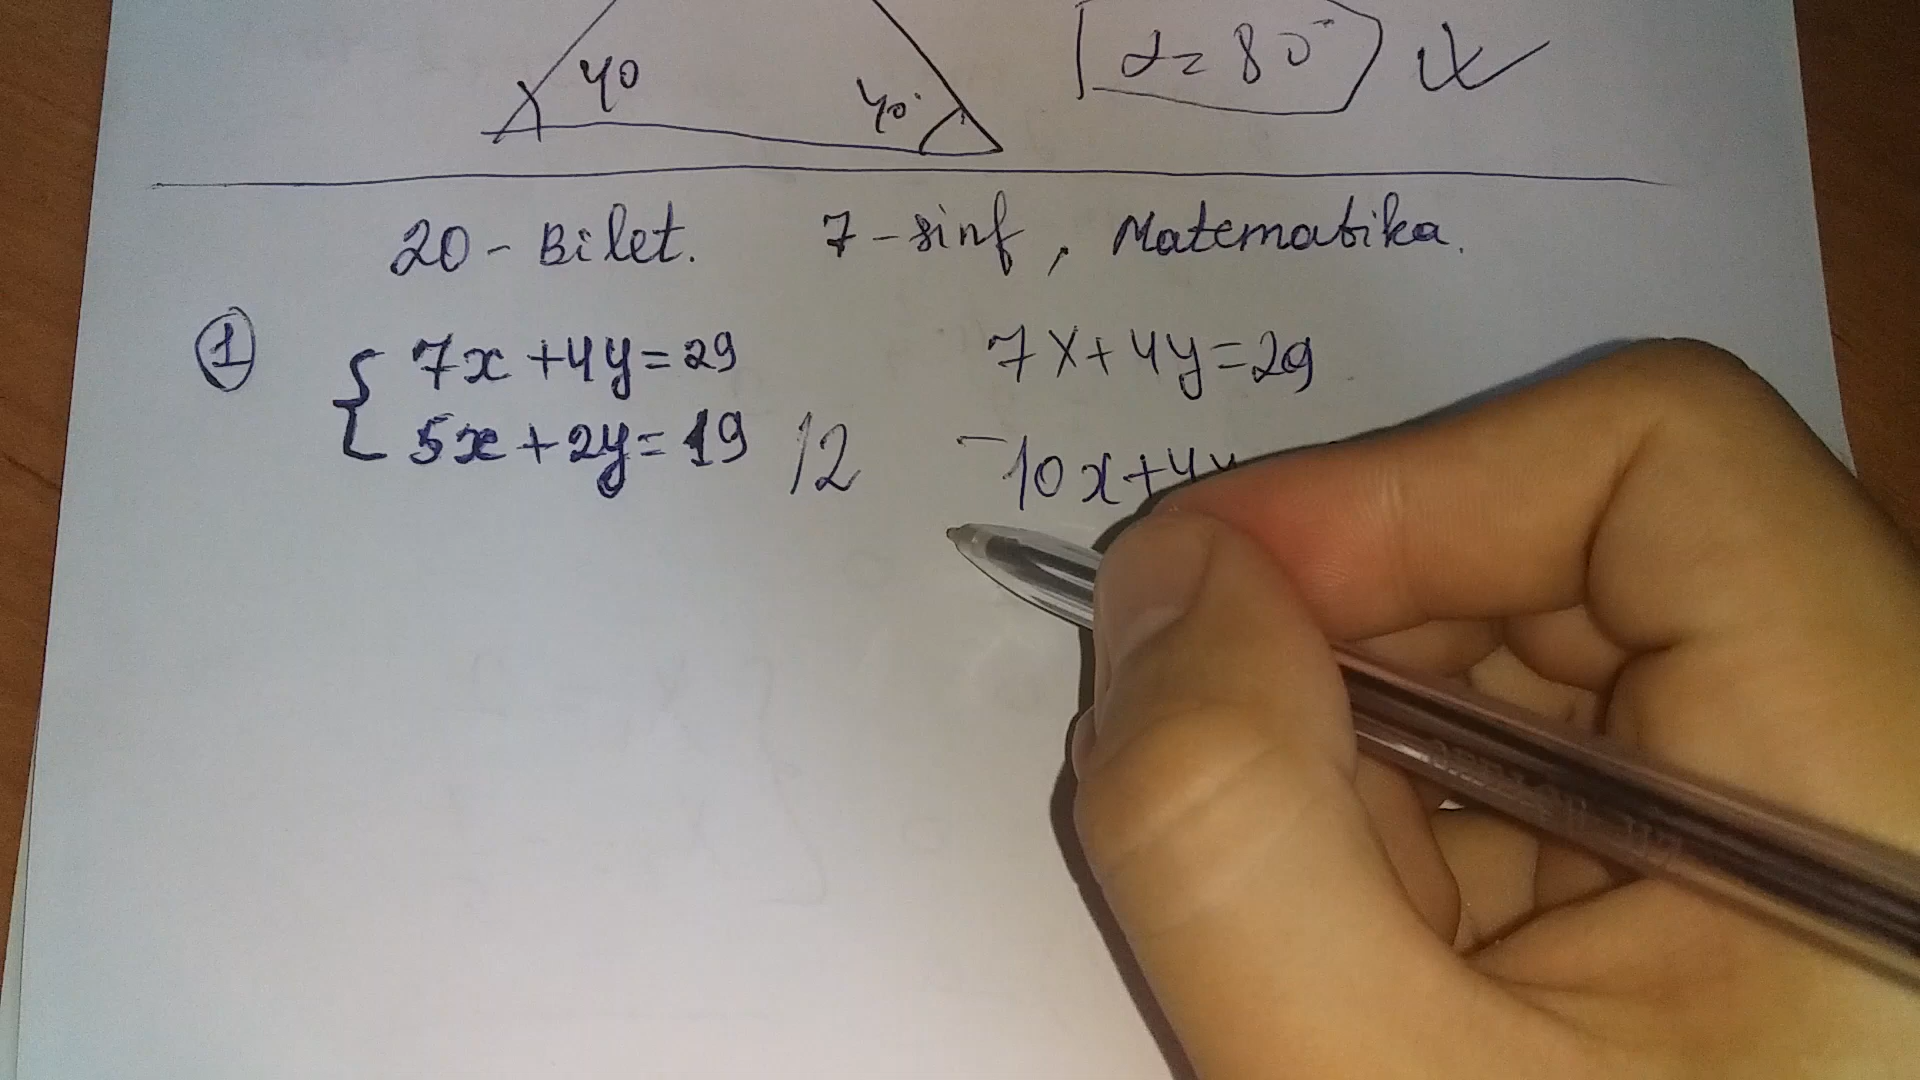 40 40° α=80°
20-Bilet. 7-sinf, Matematika.
1 7x+4y=29 7x+4y=29
5x+2y=19 /2 -10x+4y